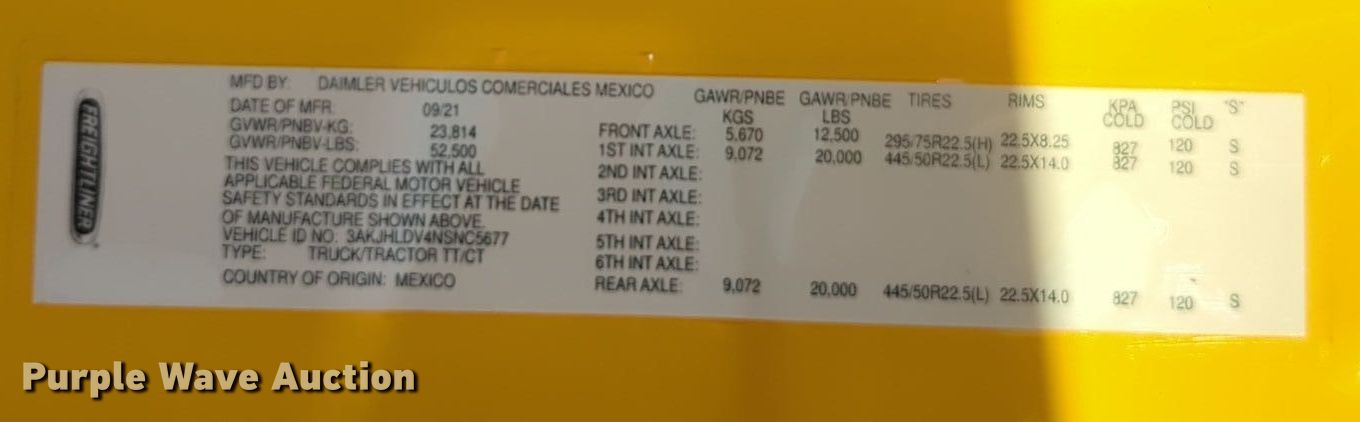 FREIGHTLINER
MFD BY: DAIMLER VEHICULOS COMERCIALES MEXICO
DATE OF MFR: 09/21
GVWR/PNBV-KG: 23,814
GVWR/PNBV-LBS: 52,500
THIS VEHICLE COMPLIES WITH ALL
APPLICABLE FEDERAL MOTOR VEHICLE
SAFETY STANDARDS IN EFFECT AT THE DATE
OF MANUFACTURE SHOWN ABOVE.
VEHICLE ID NO: 3AKJHLDV4NSNC5677
TYPE: TRUCK/TRACTOR TT/CT
COUNTRY OF ORIGIN: MEXICO
GAWR/PNBE KGS GAWR/PNBE LBS TIRES RIMS KPA COLD PSI COLD "S"
FRONT AXLE: 5,670 12,500 295/75R22.5(H) 22.5X8.25 827 120 S
1ST INT AXLE: 9,072 20,000 445/50R22.5(L) 22.5X14.0 827 120 S
2ND INT AXLE:
3RD INT AXLE:
4TH INT AXLE:
5TH INT AXLE:
6TH INT AXLE:
REAR AXLE: 9,072 20,000 445/50R22.5(L) 22.5X14.0 827 120 S
Purple Wave Auction